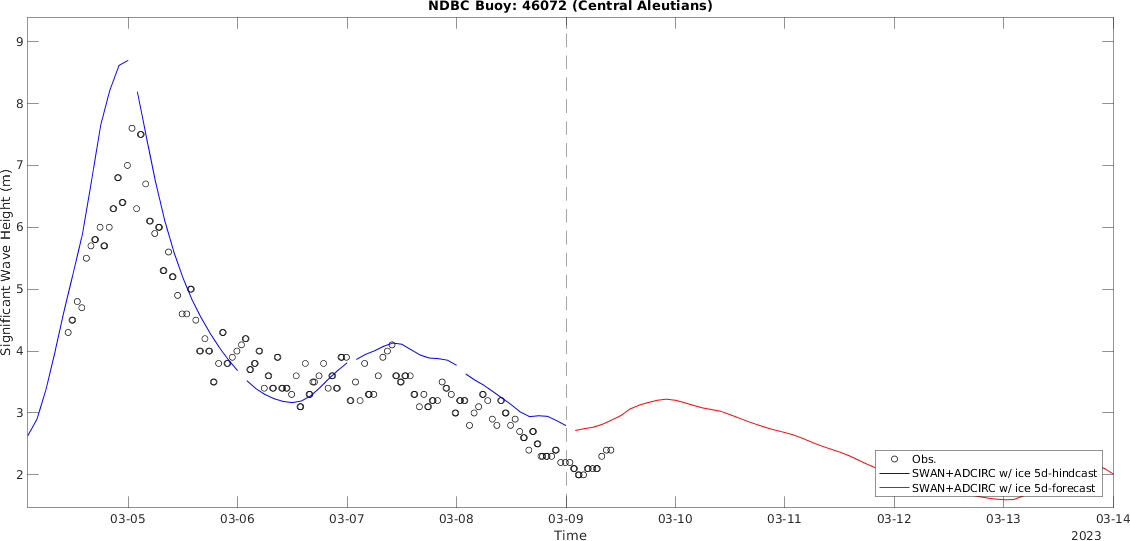 NDBC Buoy: 46072 (Central Aleutians)
9
8
7
6
5
4
3
2
Significant Wave Height (m)
Obs.
SWAN+ADCIRC w/ ice 5d-hindcast
SWAN+ADCIRC w/ ice 5d-forecast
03-05 03-06 03-07 03-08 03-09 03-10 03-11 03-12 03-13 03-14
Time
2023